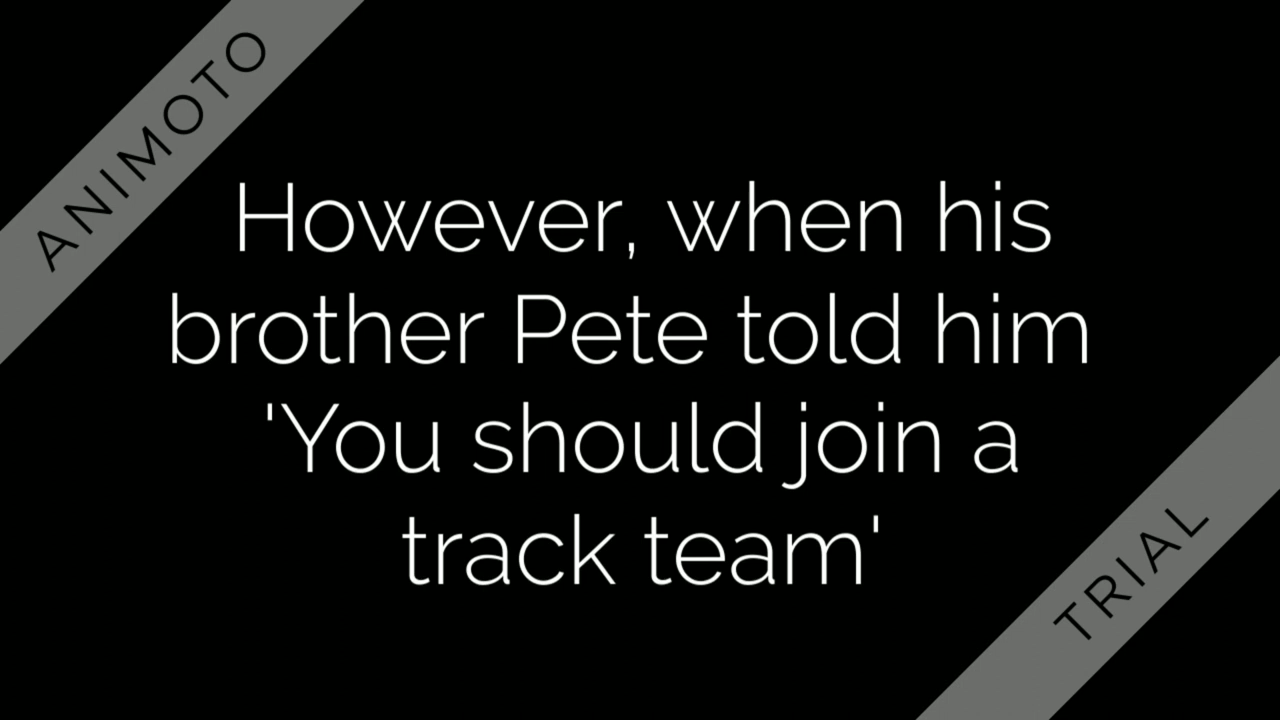 ANIMOTO
However, when his
brother Pete told him
'You should join a
track team'
TRIAL